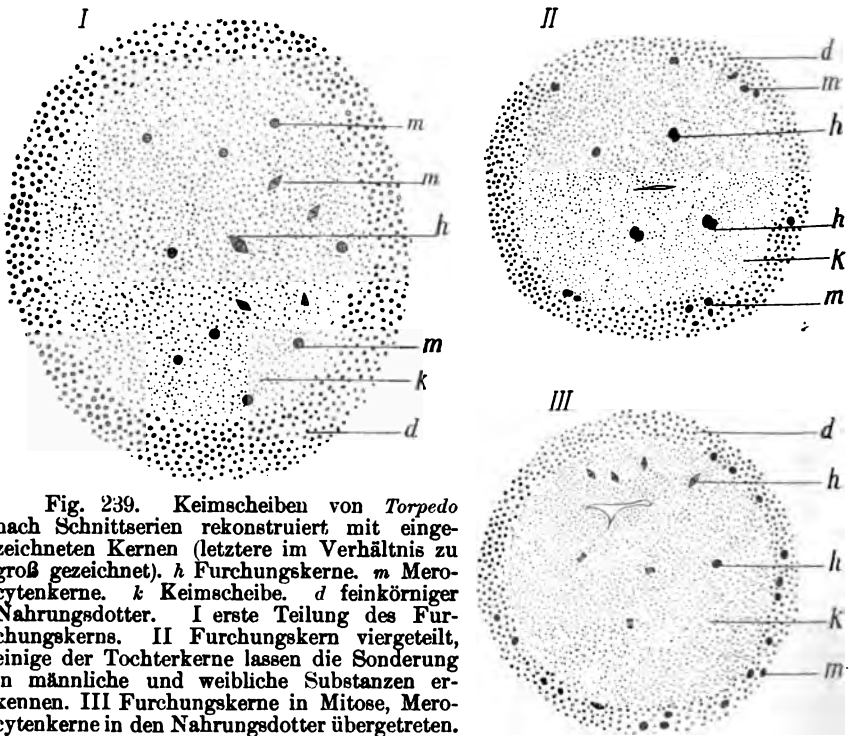 I
m
m
h
m
k
d
II
d
m
h
h
k
m
III
d
h
h
k
m
Fig. 239. Keimscheiben von Torpedo
nach Schnittserien rekonstruiert mit einge-
zeichneten Kernen (letztere im Verhältnis zu
groß gezeichnet). h Furchungskerne. m Mero-
cytenkerne. k Keimscheibe. d feinkörniger
Nahrungsdotter. I erste Teilung des Fur-
chungskerns. II Furchungskern viergeteilt,
einige der Tochterkerne lassen die Sonderung
in männliche und weibliche Substanzen er-
kennen. III Furchungskerne in Mitose, Mero-
cytenkerne in den Nahrungsdotter übergetreten.